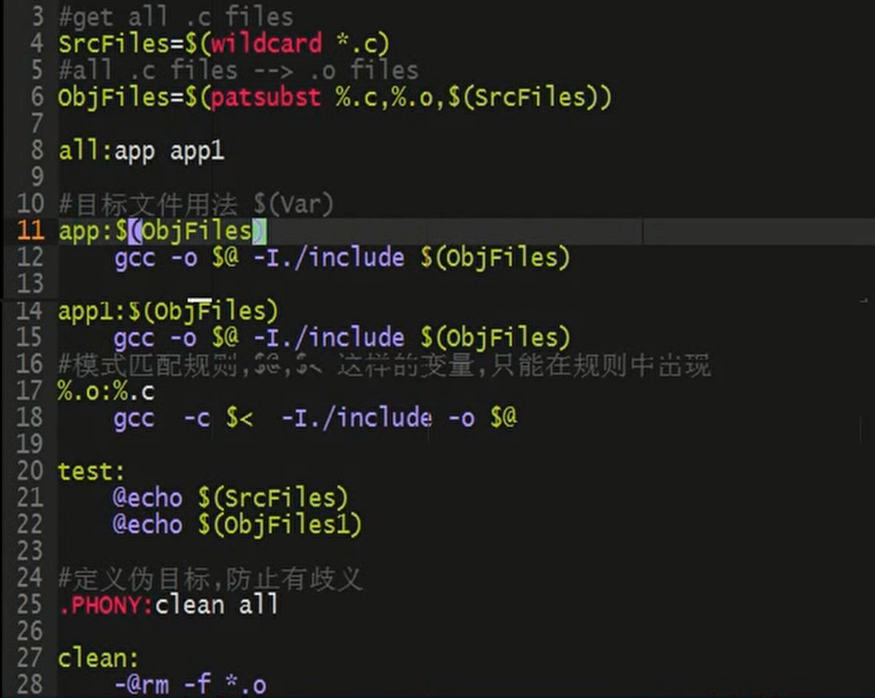 3 #get all .c files
4 SrcFiles=$(wildcard *.c)
5 #all .c files --> .o files
6 ObjFiles=$(patsubst %.c,%.o,$(SrcFiles))
7
8 all:app app1
9
10 #目标文件用法 $(Var)
11 app:$(ObjFiles)
12     gcc -o $@ -I./include $(ObjFiles)
13
14 app1:$(ObjFiles)
15     gcc -o $@ -I./include $(ObjFiles)
16 #模式匹配规则,$@,$< 这样的变量,只能在规则中出现
17 %.o:%.c
18     gcc  -c $<  -I./include -o $@
19
20 test:
21     @echo $(SrcFiles)
22     @echo $(ObjFiles1)
23
24 #定义伪目标,防止有歧义
25 .PHONY:clean all
26
27 clean:
28     -@rm -f *.o